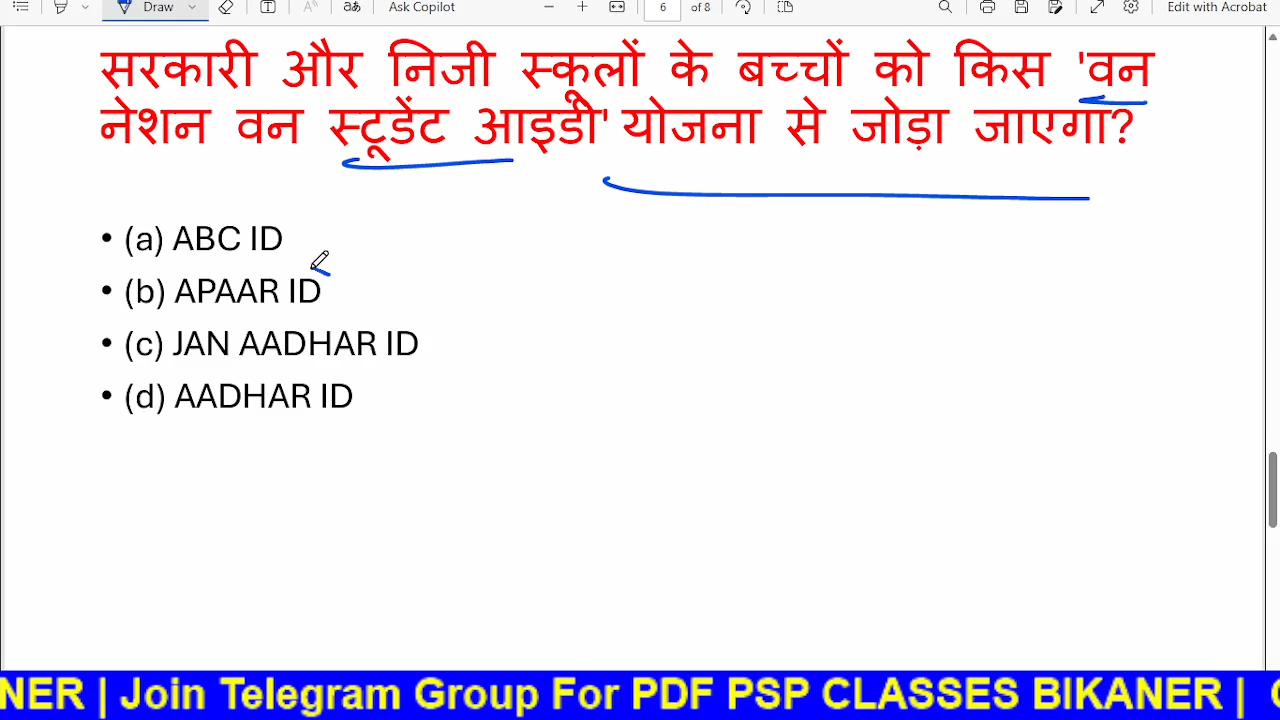 Draw
Ask Copilot
6
of 8
Edit with Acrobat
सरकारी और निजी स्कूलों के बच्चों को किस 'वन
नेशन वन स्टूडेंट आइडी' योजना से जोड़ा जाएगा?
• (a) ABC ID
• (b) APAAR ID
• (c) JAN AADHAR ID
• (d) AADHAR ID
NER | Join Telegram Group For PDF PSP CLASSES BIKANER |